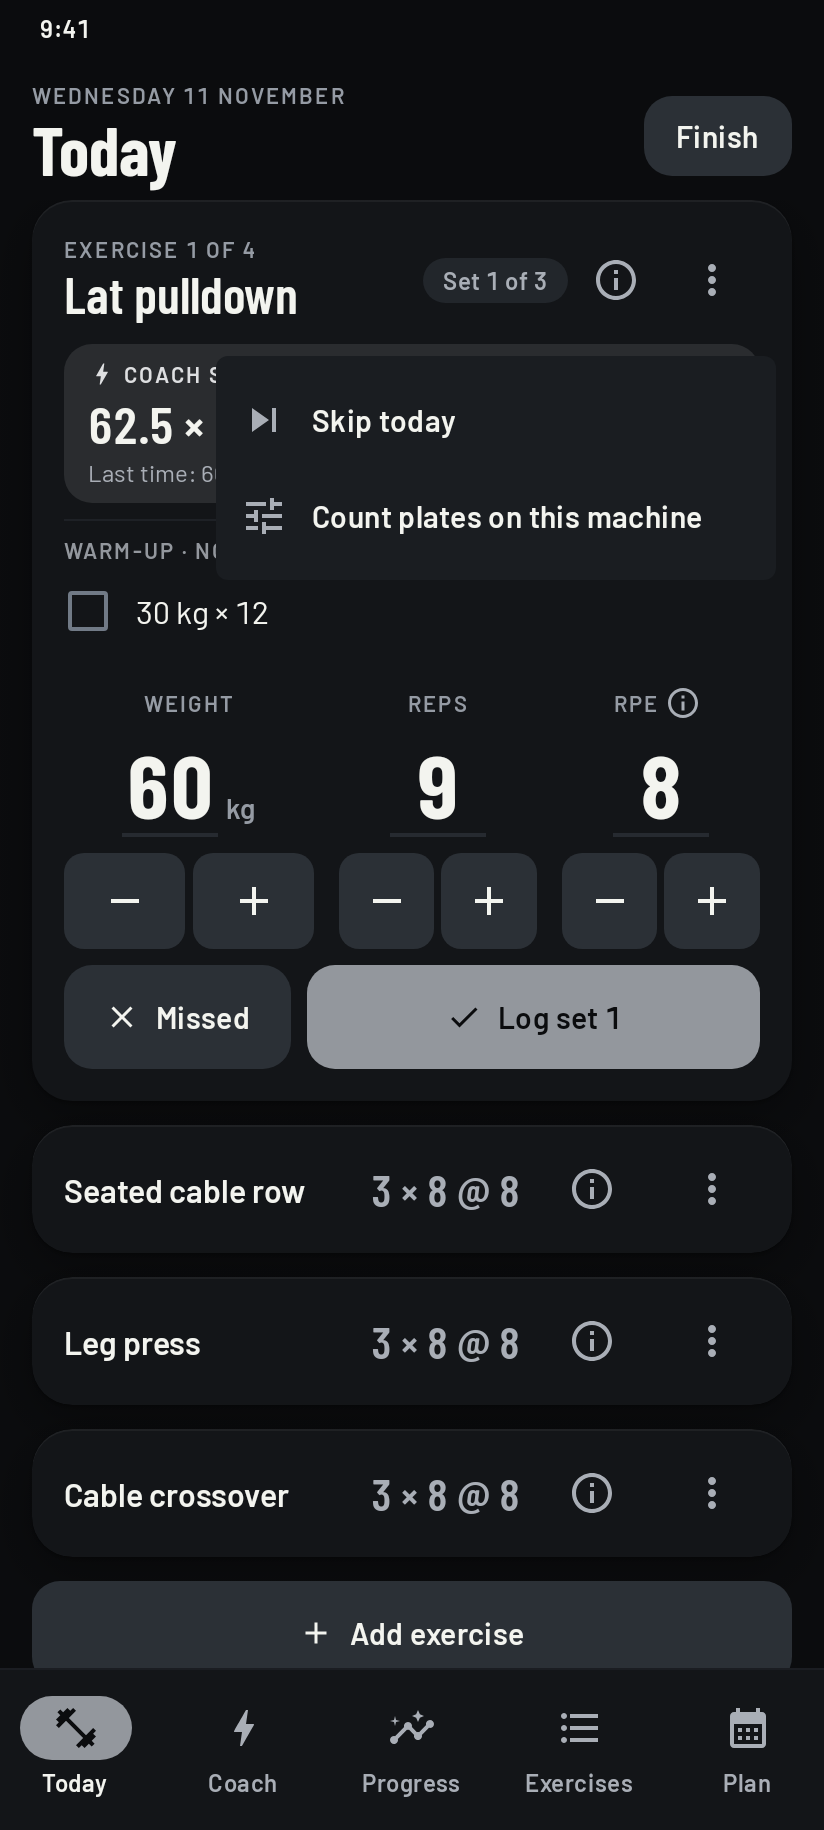 9:41
WEDNESDAY 11 NOVEMBER
Today
Finish
EXERCISE 1 OF 4
Lat pulldown
Set 1 of 3
COACH
62.5 ×
Last time:
Skip today
Count plates on this machine
WARM-UP ·
30 kg × 12
WEIGHT
REPS
RPE
60 kg
9
8
Missed
Log set 1
Seated cable row
3 × 8 @ 8
Leg press
3 × 8 @ 8
Cable crossover
3 × 8 @ 8
Add exercise
Today
Coach
Progress
Exercises
Plan